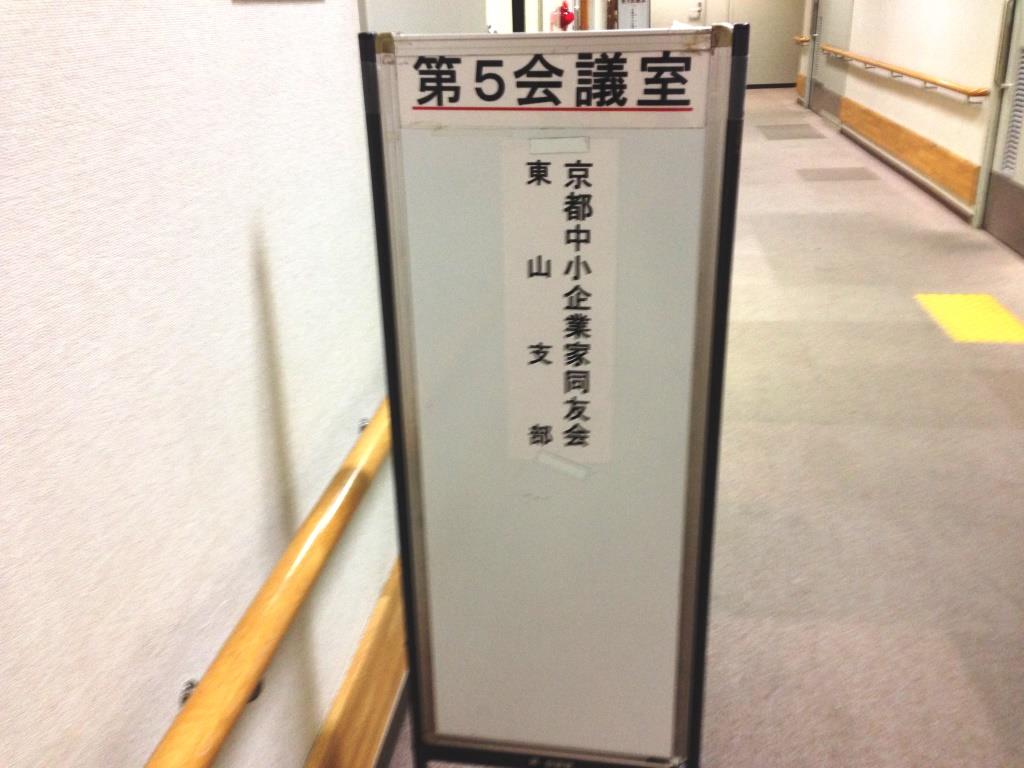 第5会議室
京都中小企業家同友会
東山支部